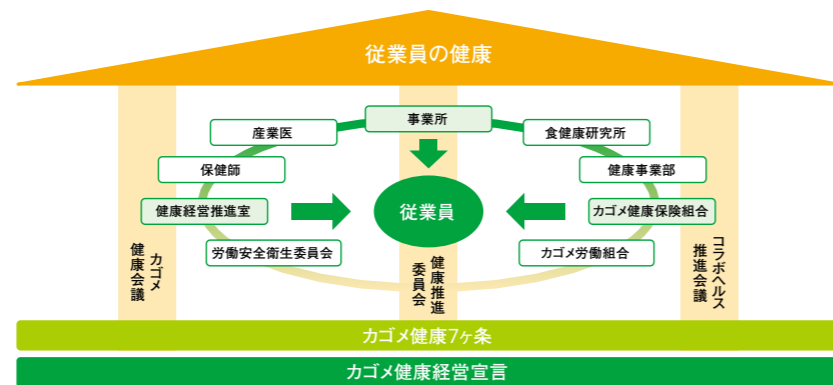 従業員の健康
事業所
産業医
食健康研究所
保健師
健康事業部
健康経営推進室
従業員
カゴメ健康保険組合
労働安全衛生委員会
カゴメ労働組合
カゴメ
健康会議
健康推進
委員会
コラボヘルス
推進会議
カゴメ健康7ヶ条
カゴメ健康経営宣言